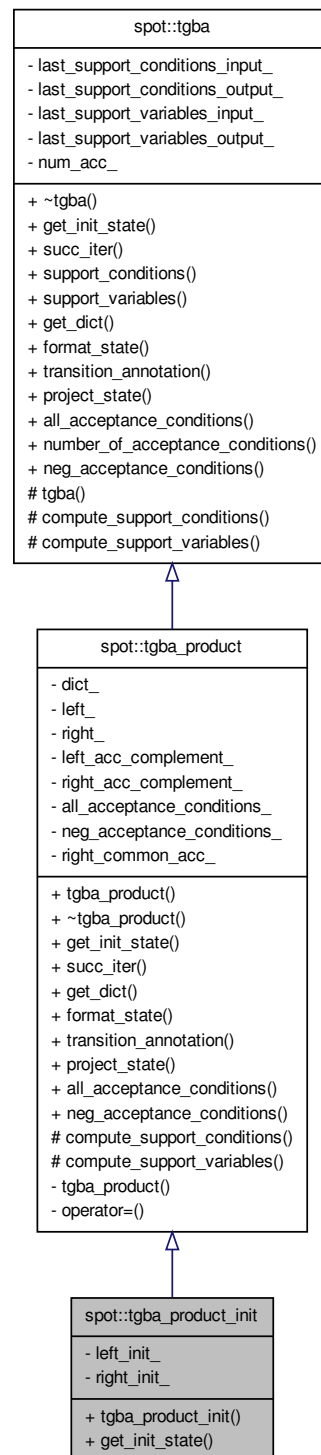 spot::tgba
- last_support_conditions_input_
- last_support_conditions_output_
- last_support_variables_input_
- last_support_variables_output_
- num_acc_
+ ~tgba()
+ get_init_state()
+ succ_iter()
+ support_conditions()
+ support_variables()
+ get_dict()
+ format_state()
+ transition_annotation()
+ project_state()
+ all_acceptance_conditions()
+ number_of_acceptance_conditions()
+ neg_acceptance_conditions()
# tgba()
# compute_support_conditions()
# compute_support_variables()
spot::tgba_product
- dict_
- left_
- right_
- left_acc_complement_
- right_acc_complement_
- all_acceptance_conditions_
- neg_acceptance_conditions_
- right_common_acc_
+ tgba_product()
+ ~tgba_product()
+ get_init_state()
+ succ_iter()
+ get_dict()
+ format_state()
+ transition_annotation()
+ project_state()
+ all_acceptance_conditions()
+ neg_acceptance_conditions()
# compute_support_conditions()
# compute_support_variables()
- tgba_product()
- operator=()
spot::tgba_product_init
- left_init_
- right_init_
+ tgba_product_init()
+ get_init_state()